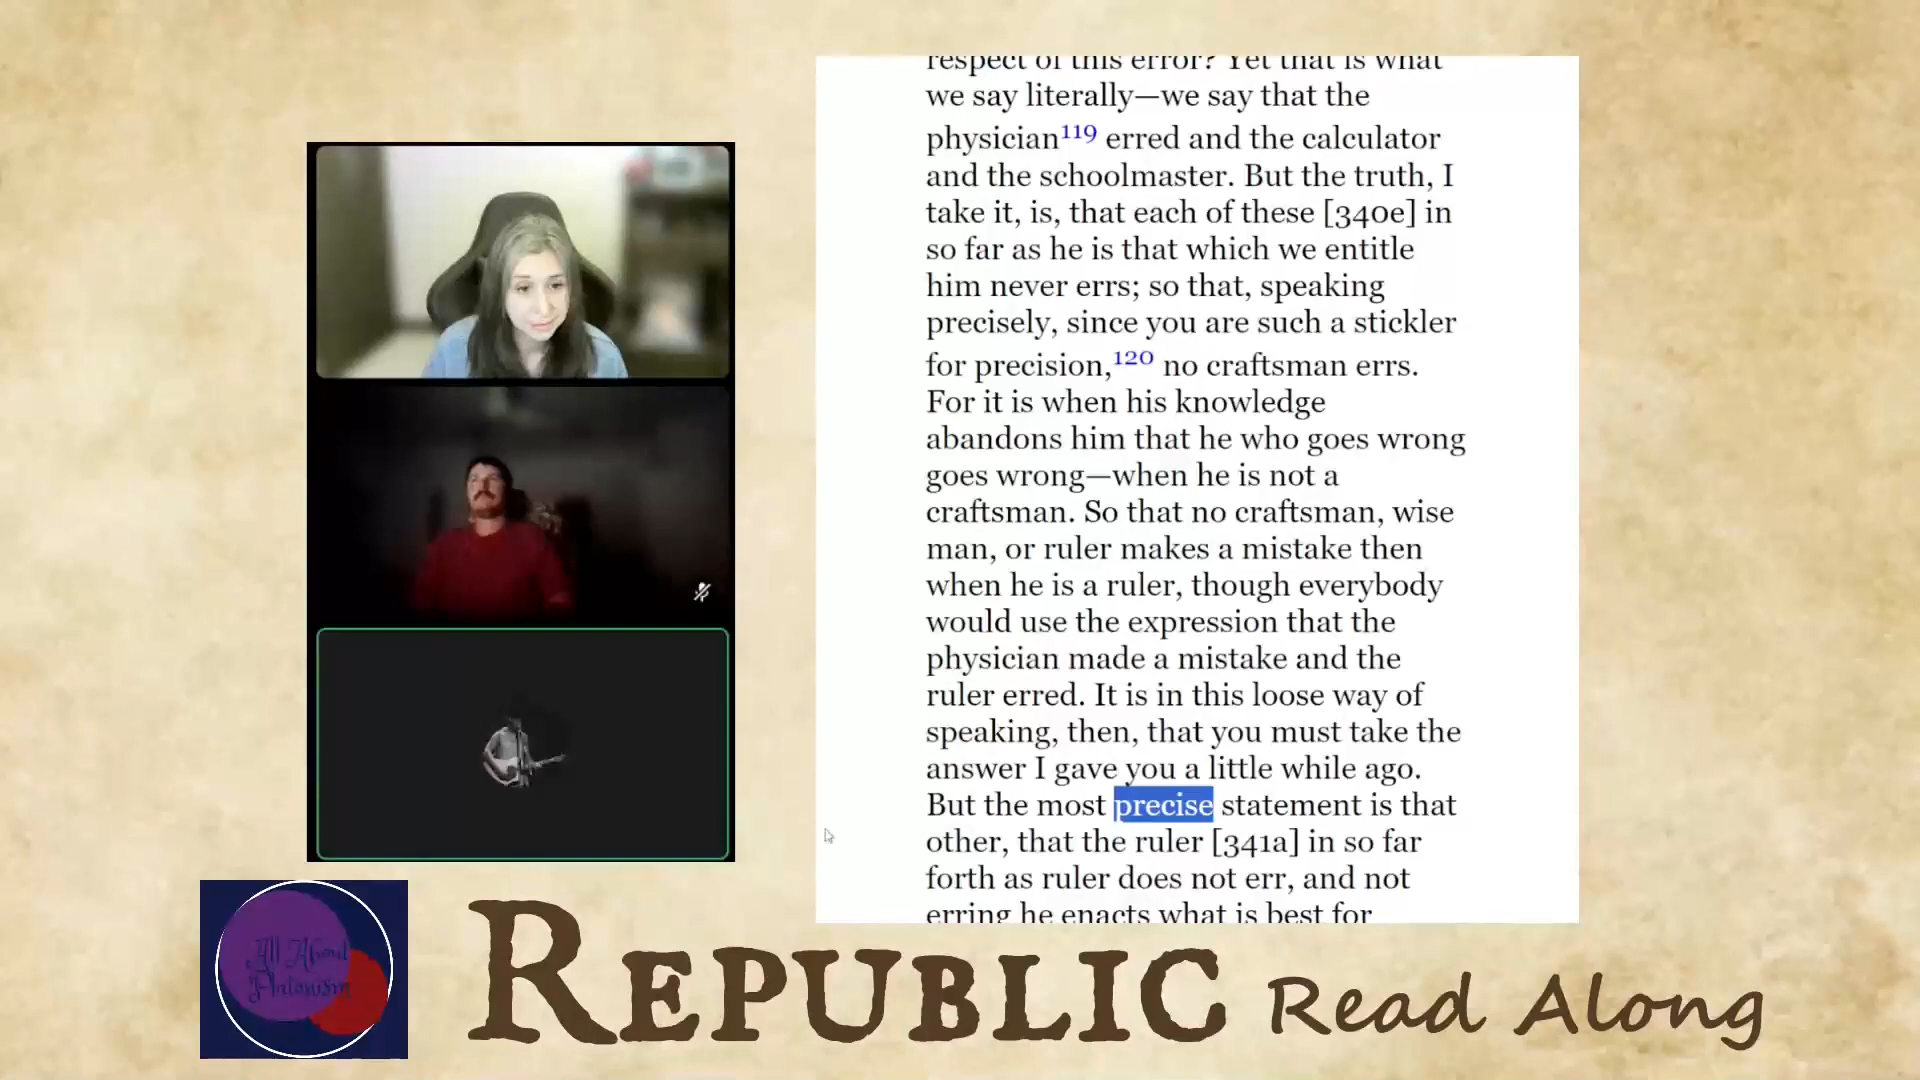 respect of this error? Yet that is what
we say literally—we say that the
physician119 erred and the calculator
and the schoolmaster. But the truth, I
take it, is, that each of these [340e] in
so far as he is that which we entitle
him never errs; so that, speaking
precisely, since you are such a stickler
for precision,120 no craftsman errs.
For it is when his knowledge
abandons him that he who goes wrong
goes wrong—when he is not a
craftsman. So that no craftsman, wise
man, or ruler makes a mistake then
when he is a ruler, though everybody
would use the expression that the
physician made a mistake and the
ruler erred. It is in this loose way of
speaking, then, that you must take the
answer I gave you a little while ago.
But the most precise statement is that
other, that the ruler [341a] in so far
forth as ruler does not err, and not
erring he enacts what is best for
All About
Platonism
REPUBLIC Read Along